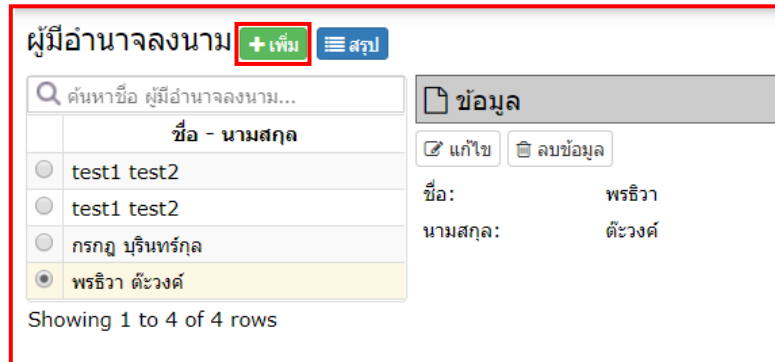 ผู้มีอำนาจลงนาม เพิ่ม สรุป
ค้นหาชื่อ ผู้มีอำนาจลงนาม...
ชื่อ - นามสกุล
test1 test2
test1 test2
กรกฎ บุรินทร์กุล
พรธิวา ต๊ะวงค์
Showing 1 to 4 of 4 rows
ข้อมูล
แก้ไข ลบข้อมูล
ชื่อ: พรธิวา
นามสกุล: ต๊ะวงค์